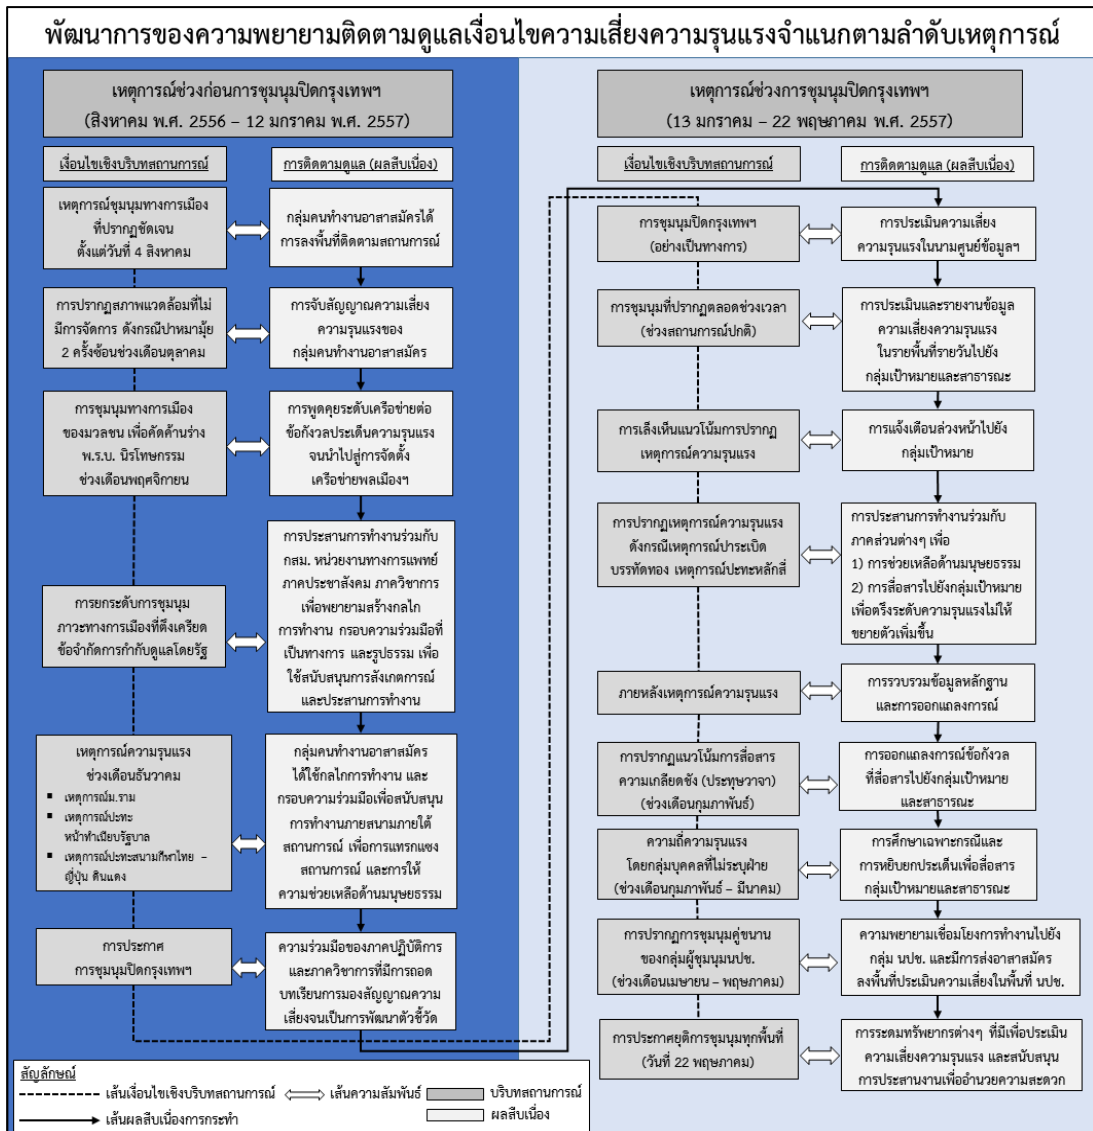 พัฒนาการของความพยายามติดตามดูแลเงื่อนไขความเสี่ยงความรุนแรงจำแนกตามลำดับเหตุการณ์
เหตุการณ์ช่วงก่อนการชุมนุมปิดกรุงเทพฯ
(สิงหาคม พ.ศ. 2556 – 12 มกราคม พ.ศ. 2557)
เงื่อนไขเชิงบริบทสถานการณ์
การติดตามดูแล (ผลสืบเนื่อง)
เหตุการณ์ชุมนุมทางการเมือง
ที่ปรากฏชัดเจน
ตั้งแต่วันที่ 4 สิงหาคม
กลุ่มคนทำงานอาสาสมัครได้
การลงพื้นที่ติดตามสถานการณ์
การปรากฏสภาพแวดล้อมที่ไม่
มีการจัดการ ดังกรณีปาหมามุ้ย
2 ครั้งซ้อนช่วงเดือนตุลาคม
การจับสัญญาณความเสี่ยง
ความรุนแรงของ
กลุ่มคนทำงานอาสาสมัคร
การชุมนุมทางการเมือง
ของมวลชน เพื่อคัดค้านร่าง
พ.ร.บ. นิรโทษกรรม
ช่วงเดือนพฤศจิกายน
การพูดคุยระดับเครือข่ายต่อ
ข้อกังวลประเด็นความรุนแรง
จนนำไปสู่การจัดตั้ง
เครือข่ายพลเมืองฯ
การยกระดับการชุมนุม
ภาวะทางการเมืองที่ตึงเครียด
ข้อจำกัดการกำกับดูแลโดยรัฐ
การประสานการทำงานร่วมกับ
กสม. หน่วยงานทางการแพทย์
ภาคประชาสังคม ภาควิชาการ
เพื่อพยายามสร้างกลไก
การทำงาน กรอบความร่วมมือที่
เป็นทางการ และรูปธรรม เพื่อ
ใช้สนับสนุนการสังเกตการณ์
และประสานการทำงาน
เหตุการณ์ความรุนแรง
ช่วงเดือนธันวาคม
▪ เหตุการณ์ม.ราม
▪ เหตุการณ์ปะทะ
หน้าทำเนียบรัฐบาล
▪ เหตุการณ์ปะทะสนามกีฬาไทย –
ญี่ปุ่น ดินแดง
กลุ่มคนทำงานอาสาสมัคร
ได้ใช้กลไกการทำงาน และ
กรอบความร่วมมือเพื่อสนับสนุน
การทำงานภายสนามภายใต้
สถานการณ์ เพื่อการแทรกแซง
สถานการณ์ และการให้
ความช่วยเหลือด้านมนุษยธรรม
การประกาศ
การชุมนุมปิดกรุงเทพฯ
ความร่วมมือของภาคปฏิบัติการ
และภาควิชาการที่มีการถอด
บทเรียนการมองสัญญาณความ
เสี่ยงจนเป็นการพัฒนาตัวชี้วัด
เหตุการณ์ช่วงการชุมนุมปิดกรุงเทพฯ
(13 มกราคม – 22 พฤษภาคม พ.ศ. 2557)
เงื่อนไขเชิงบริบทสถานการณ์
การติดตามดูแล (ผลสืบเนื่อง)
การชุมนุมปิดกรุงเทพฯ
(อย่างเป็นทางการ)
การประเมินความเสี่ยง
ความรุนแรงในนามศูนย์ข้อมูลฯ
การชุมนุมที่ปรากฏตลอดช่วงเวลา
(ช่วงสถานการณ์ปกติ)
การประเมินและรายงานข้อมูล
ความเสี่ยงความรุนแรง
ในรายพื้นที่รายวันไปยัง
กลุ่มเป้าหมายและสาธารณะ
การเล็งเห็นแนวโน้มการปรากฏ
เหตุการณ์ความรุนแรง
การแจ้งเตือนล่วงหน้าไปยัง
กลุ่มเป้าหมาย
การปรากฏเหตุการณ์ความรุนแรง
ดังกรณีเหตุการณ์ปาระเบิด
บรรทัดทอง เหตุการณ์ปะทะหลักสี่
การประสานการทำงานร่วมกับ
ภาคส่วนต่างๆ เพื่อ
1) การช่วยเหลือด้านมนุษยธรรม
2) การสื่อสารไปยังกลุ่มเป้าหมาย
เพื่อตรึงระดับความรุนแรงไม่ให้
ขยายตัวเพิ่มขึ้น
ภายหลังเหตุการณ์ความรุนแรง
การรวบรวมข้อมูลหลักฐาน
และการออกแถลงการณ์
การปรากฏแนวโน้มการสื่อสาร
ความเกลียดชัง (ประทุษวาจา)
(ช่วงเดือนกุมภาพันธ์)
การออกแถลงการณ์ข้อกังวล
ที่สื่อสารไปยังกลุ่มเป้าหมาย
และสาธารณะ
ความถี่ความรุนแรง
โดยกลุ่มบุคคลที่ไม่ระบุฝ่าย
(ช่วงเดือนกุมภาพันธ์ – มีนาคม)
การศึกษาเฉพาะกรณีและ
การหยิบยกประเด็นเพื่อสื่อสาร
กลุ่มเป้าหมายและสาธารณะ
การปรากฏการชุมนุมคู่ขนาน
ของกลุ่มผู้ชุมนุมนปช.
(ช่วงเดือนเมษายน – พฤษภาคม)
ความพยายามเชื่อมโยงการทำงานไปยัง
กลุ่ม นปช. และมีการส่งอาสาสมัคร
ลงพื้นที่ประเมินความเสี่ยงในพื้นที่ นปช.
การประกาศยุติการชุมนุมทุกพื้นที่
(วันที่ 22 พฤษภาคม)
การระดมทรัพยากรต่างๆ ที่มีเพื่อประเมิน
ความเสี่ยงความรุนแรง และสนับสนุน
การประสานงานเพื่ออำนวยความสะดวก
สัญลักษณ์
เส้นเงื่อนไขเชิงบริบทสถานการณ์
เส้นความสัมพันธ์
บริบทสถานการณ์
เส้นผลสืบเนื่องการกระทำ
ผลสืบเนื่อง